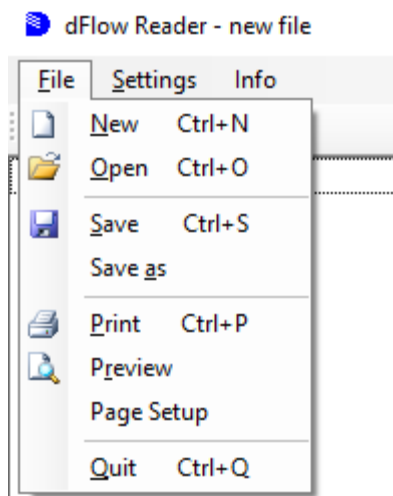 dFlow Reader - new file
File Settings Info
New Ctrl+N
Open Ctrl+O
Save Ctrl+S
Save as
Print Ctrl+P
Preview
Page Setup
Quit Ctrl+Q